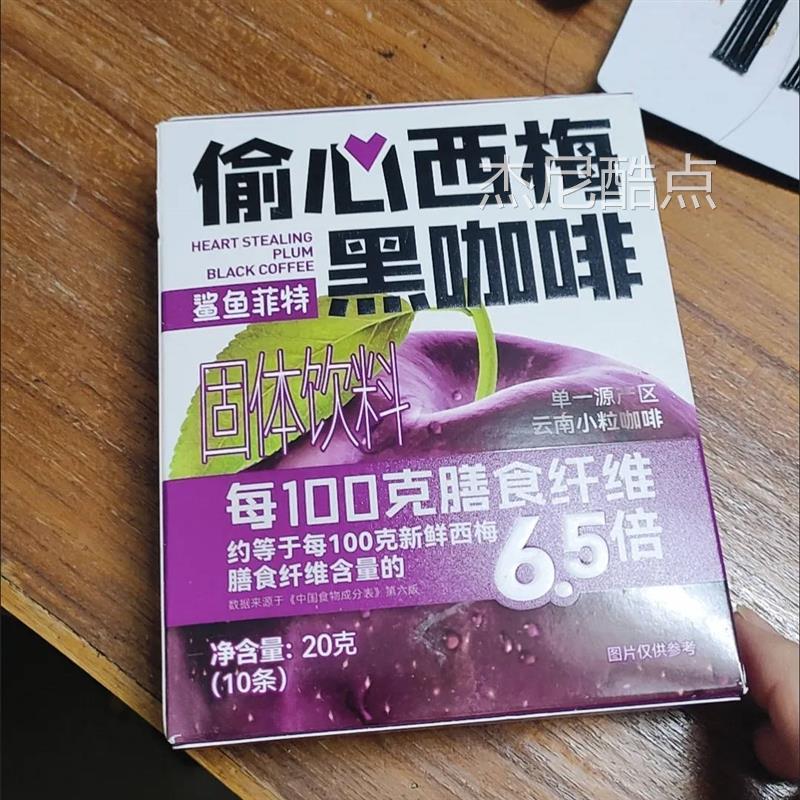 偷心西梅
杰尼酷点
HEART STEALING
PLUM
BLACK COFFEE
黑咖啡
鲨鱼菲特
固体饮料
单一源产区
云南小粒咖啡
每100克膳食纤维
约等于每100克新鲜西梅
膳食纤维含量的
6.5倍
数据来源于《中国食物成分表》第六版
净含量: 20克
(10条)
图片仅供参考